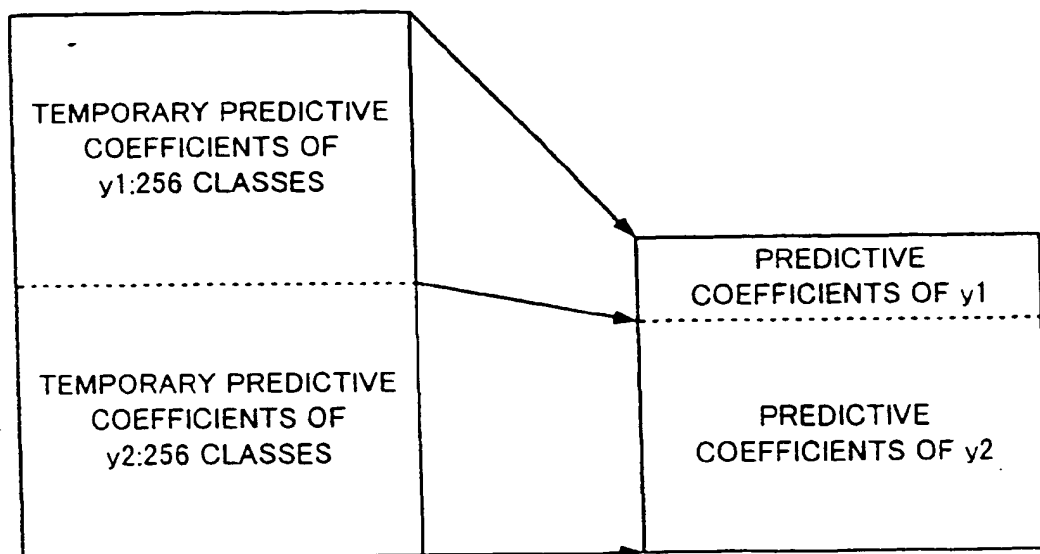 TEMPORARY PREDICTIVE
COEFFICIENTS OF
y1:256 CLASSES
TEMPORARY PREDICTIVE
COEFFICIENTS OF
y2:256 CLASSES
PREDICTIVE
COEFFICIENTS OF y1
PREDICTIVE
COEFFICIENTS OF y2